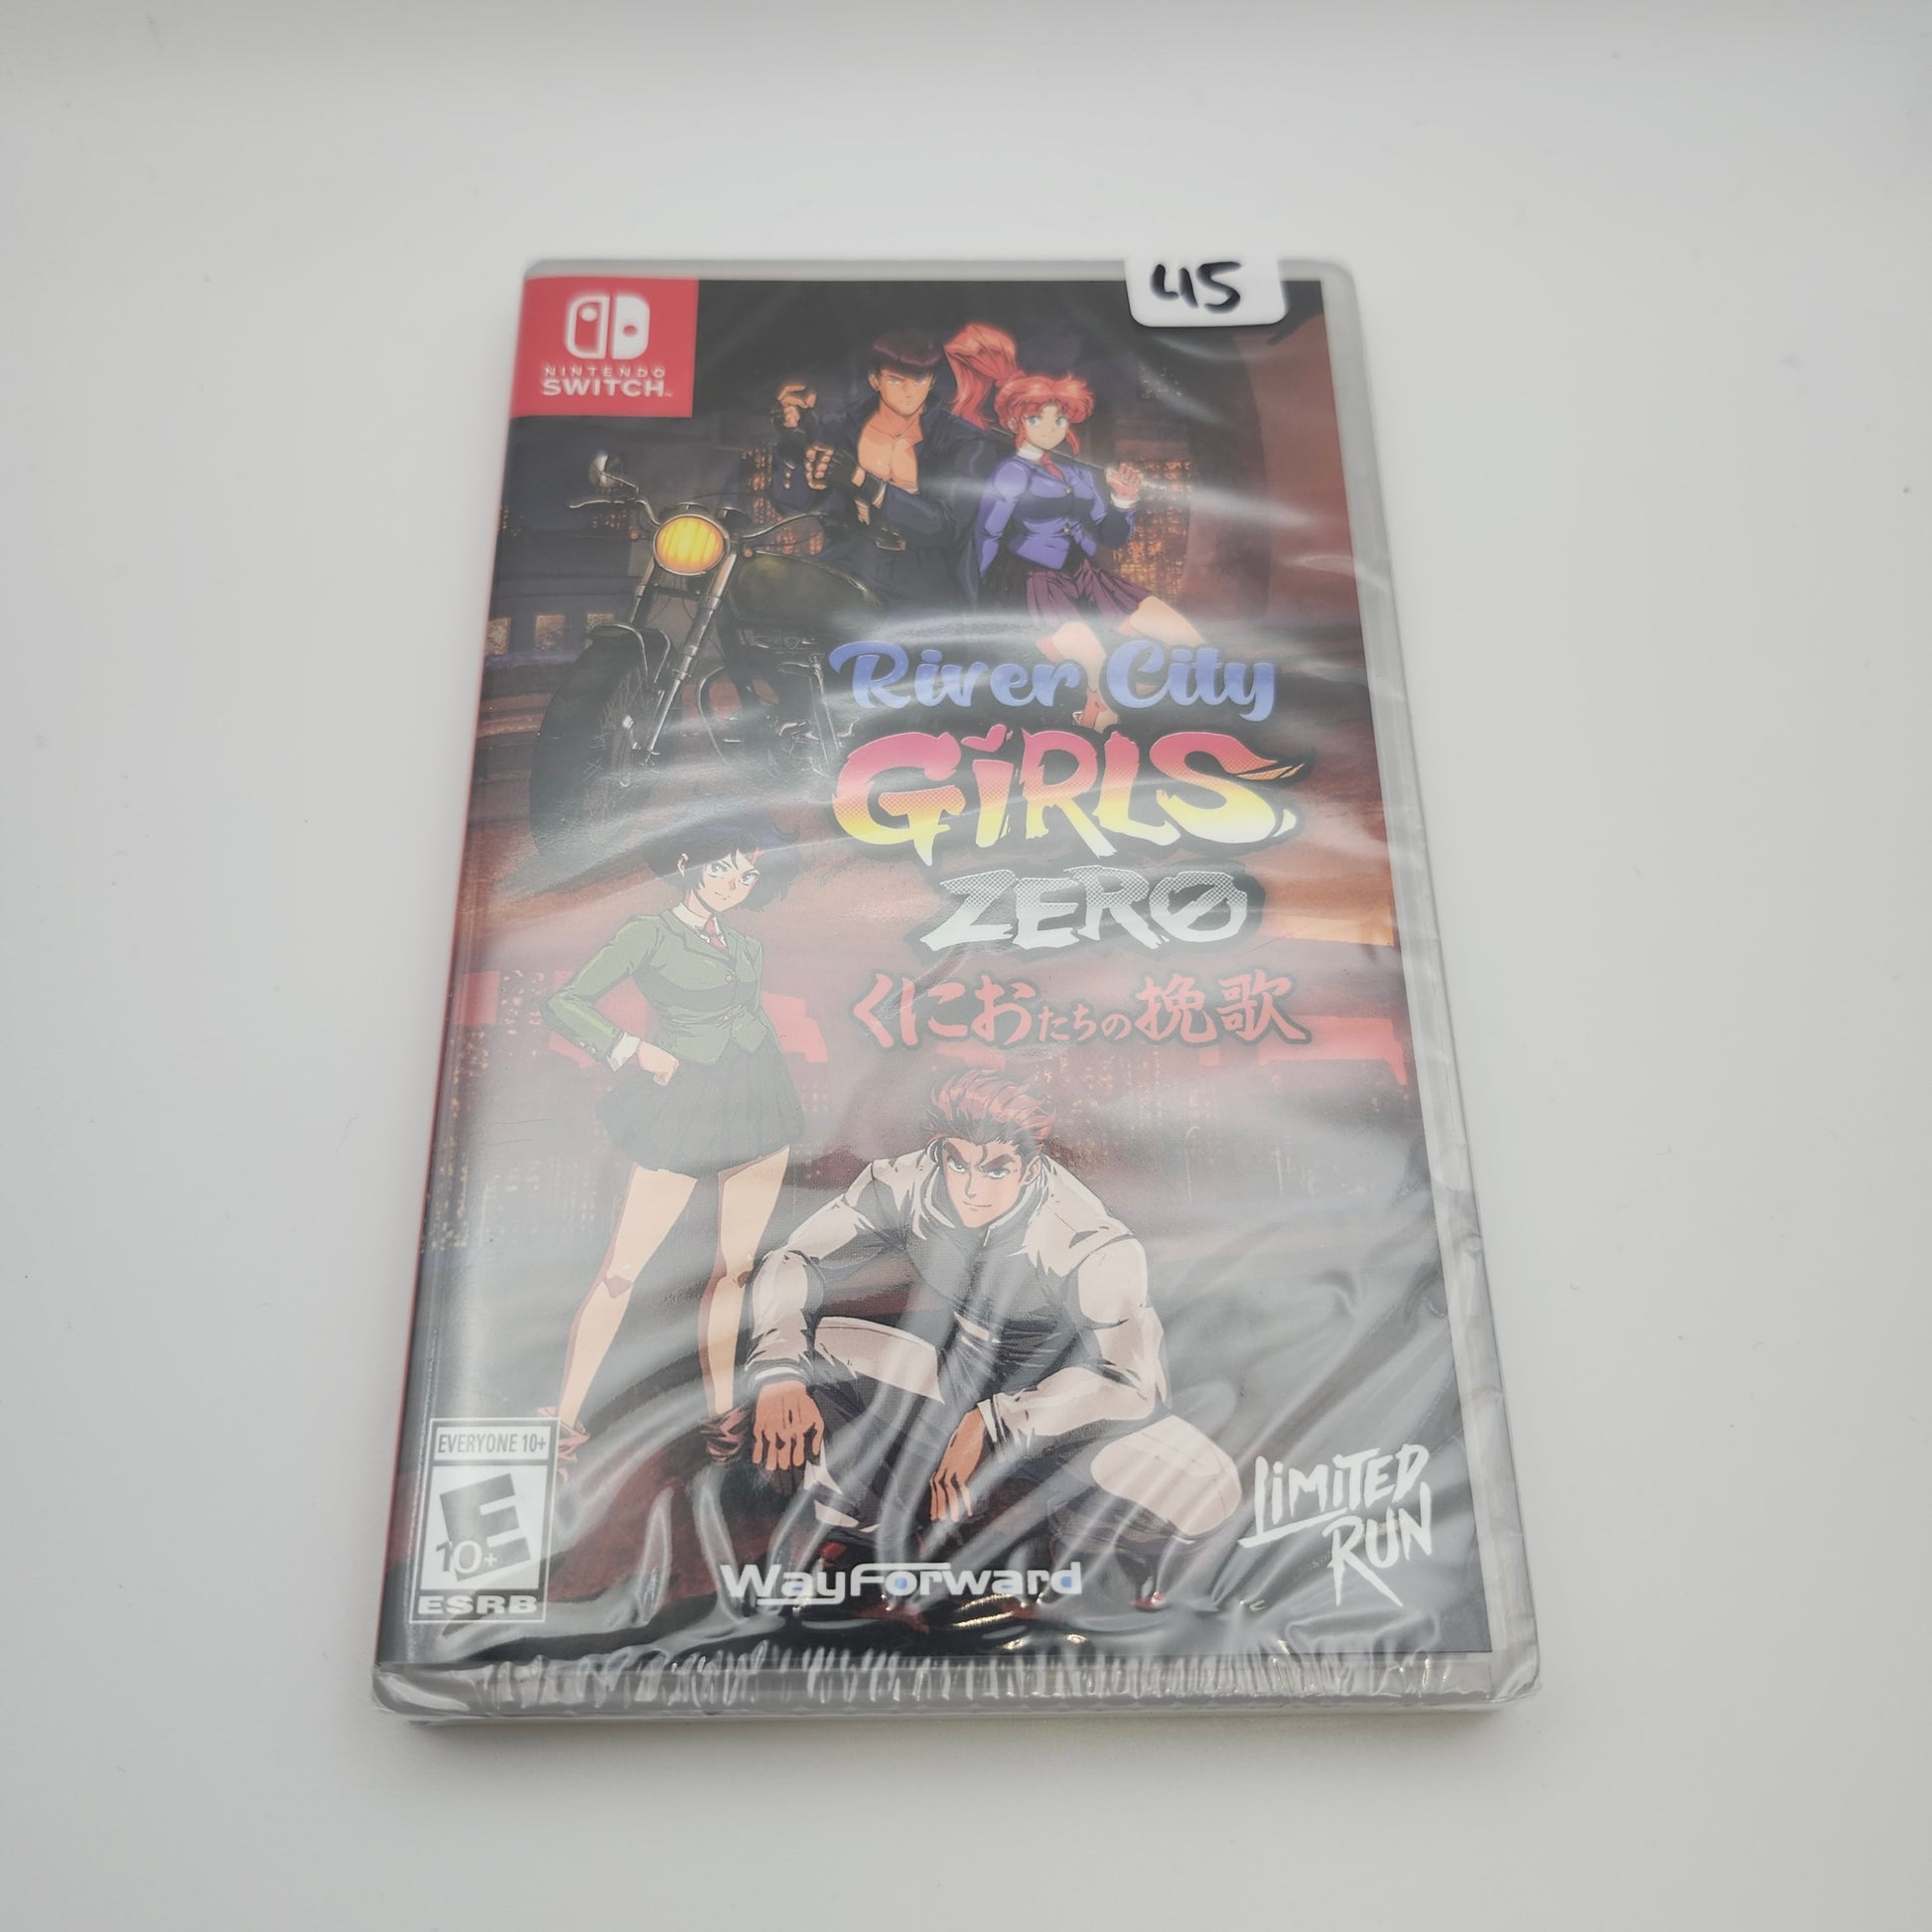 45
NINTENDO
SWITCH
River City
GIRLS
ZERO
くにおたちの挽歌
EVERYONE 10+
E
10+
ESRB
WayForward
LIMITED
RUN